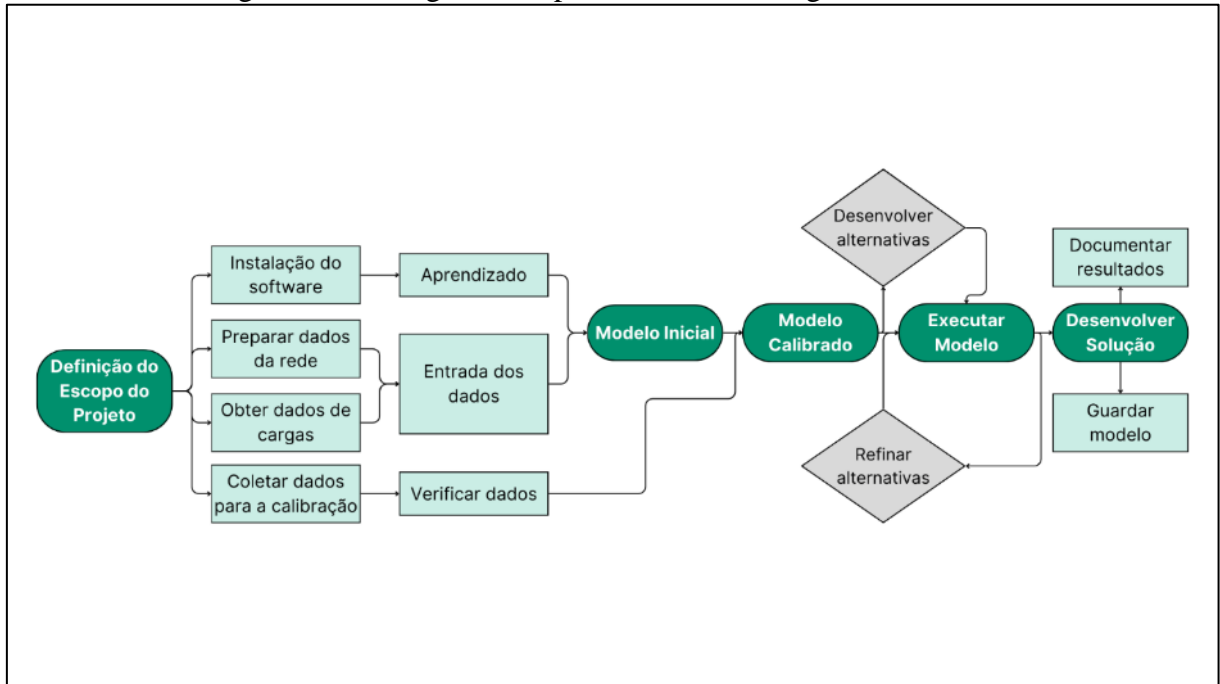 Definição do
Escopo do
Projeto
Instalação do
software
Preparar dados
da rede
Obter dados de
cargas
Coletar dados
para a calibração
Aprendizado
Entrada dos
dados
Verificar dados
Modelo Inicial
Modelo
Calibrado
Desenvolver
alternativas
Refinar
alternativas
Executar
Modelo
Documentar
resultados
Desenvolver
Solução
Guardar
modelo